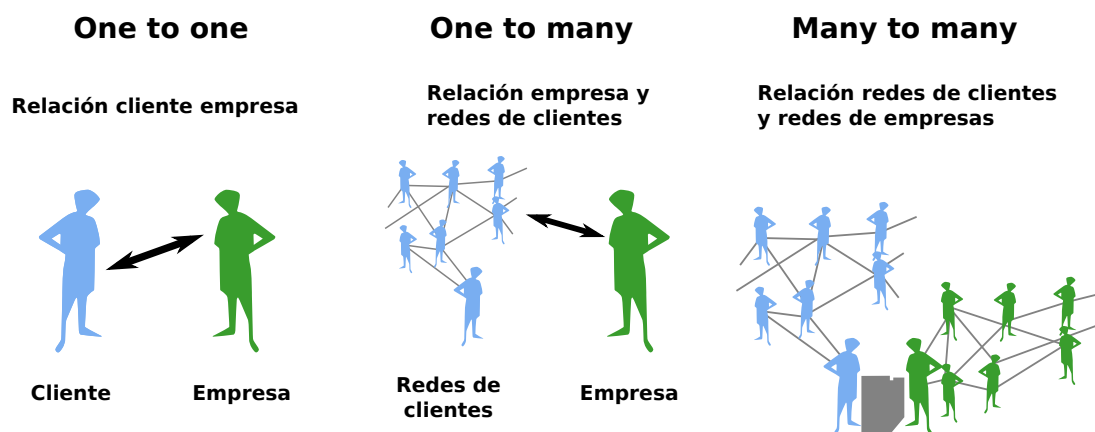 One to one
Relación cliente empresa
Cliente
Empresa
One to many
Relación empresa y
redes de clientes
Redes de
clientes
Empresa
Many to many
Relación redes de clientes
y redes de empresas